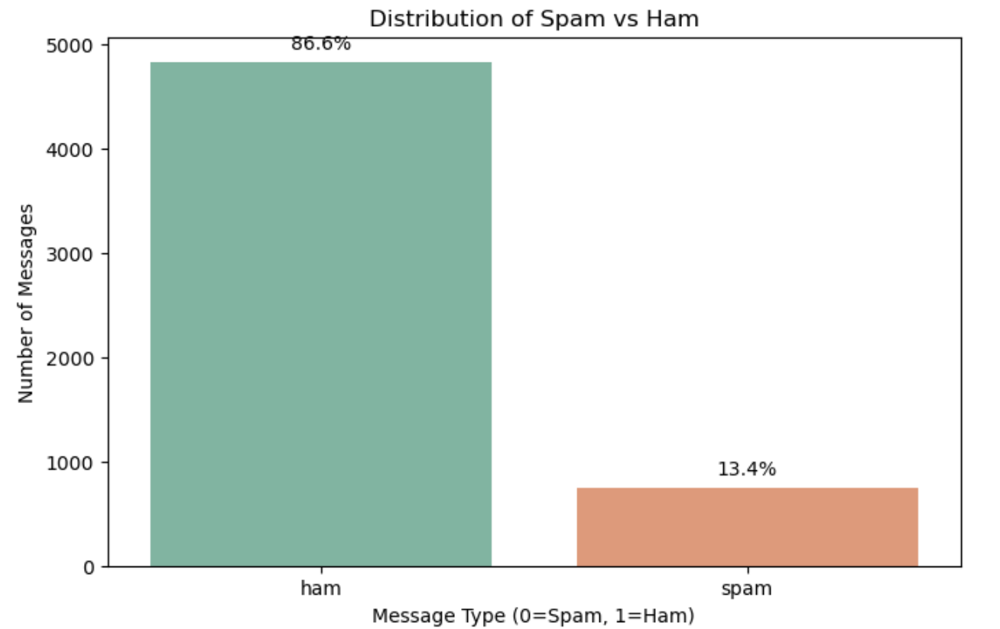 Distribution of Spam vs Ham
5000
86.6%
4000
3000
2000
1000
0
13.4%
Number of Messages
ham
spam
Message Type (0=Spam, 1=Ham)